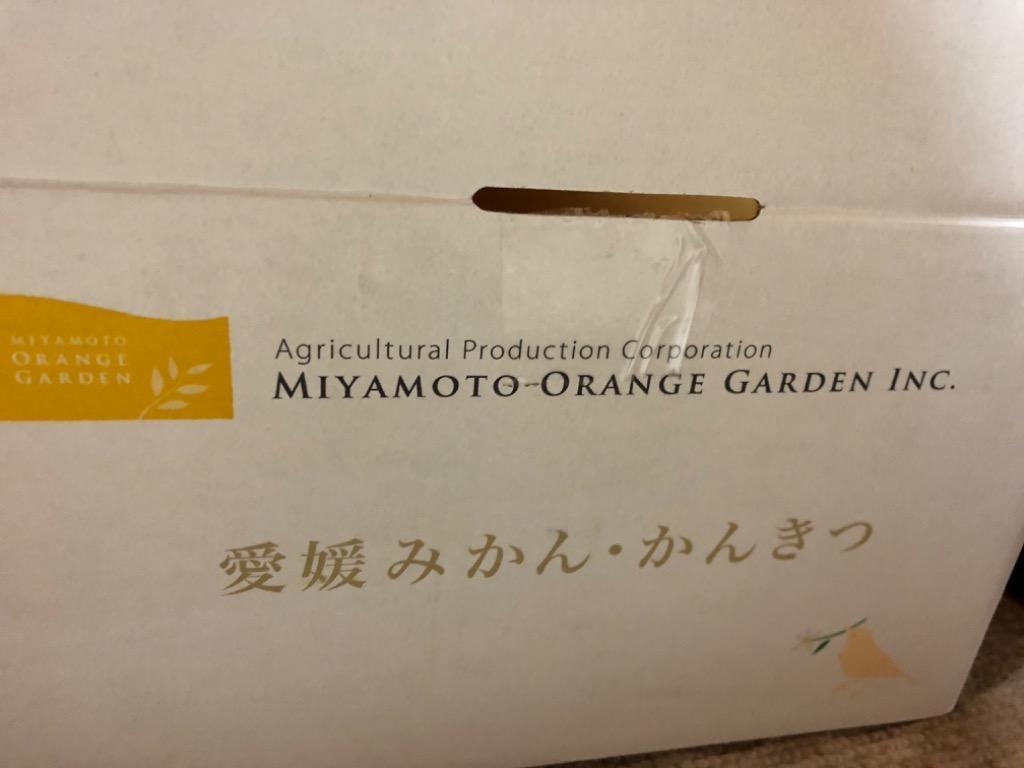 MIYAMOTO
ORANGE
GARDEN
Agricultural Production Corporation
MIYAMOTO ORANGE GARDEN INC.
愛媛みかん・かんきつ